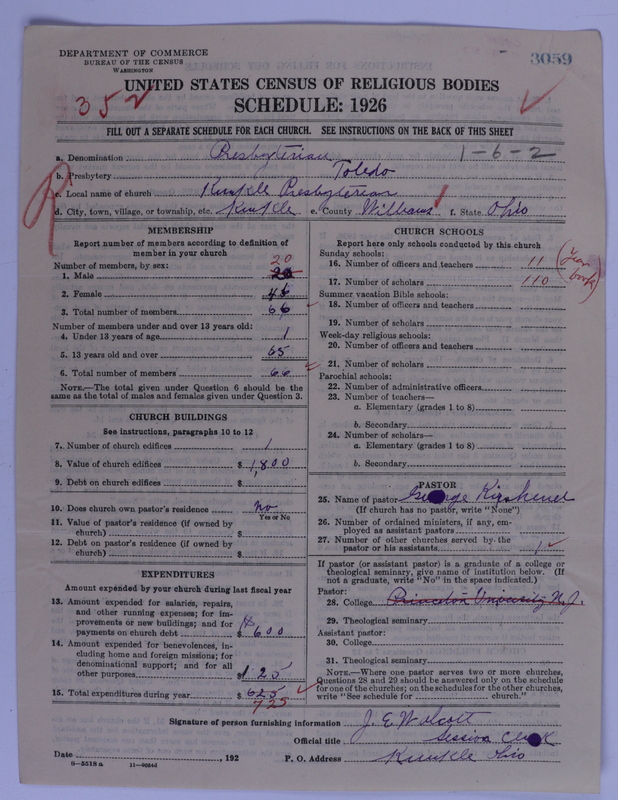 DEPARTMENT OF COMMERCE
BUREAU OF THE CENSUS
WASHINGTON
3059
UNITED STATES CENSUS OF RELIGIOUS BODIES
352
SCHEDULE: 1926
FILL OUT A SEPARATE SCHEDULE FOR EACH CHURCH. SEE INSTRUCTIONS ON THE BACK OF THIS SHEET
a. Denomination Presbyterian 1-6-2
b. Presbytery Toledo
c. Local name of church Kunkle Presbyterian
R
d. City, town, village, or township, etc. Kunkle e. County Williams f. State Ohio
MEMBERSHIP
Report number of members according to definition of
member in your church
Number of members, by sex: 20
1. Male 20
2. Female 46
3. Total number of members 66
Number of members under and over 13 years old:
4. Under 13 years of age 1
5. 13 years old and over 65
6. Total number of members 66
NOTE.—The total given under Question 6 should be the
same as the total of males and females given under Question 3.
CHURCH BUILDINGS
See instructions, paragraphs 10 to 12
7. Number of church edifices 1
8. Value of church edifices $ 1,800
9. Debt on church edifices $
10. Does church own pastor's residence no
Yes or No
11. Value of pastor's residence (if owned by
church) $
12. Debt on pastor's residence (if owned by
church) $
EXPENDITURES
Amount expended by your church during last fiscal year
13. Amount expended for salaries, repairs,
and other running expenses; for im-
provements or new buildings; and for
payments on church debt $ 600
14. Amount expended for benevolences, in-
cluding home and foreign missions; for
denominational support; and for all
other purposes $ 125
15. Total expenditures during year $ 625
725
CHURCH SCHOOLS
Report here only schools conducted by this church
Sunday schools:
16. Number of officers and teachers 11 (Year
17. Number of scholars 110 book)
Summer vacation Bible schools:
18. Number of officers and teachers
19. Number of scholars
Week-day religious schools:
20. Number of officers and teachers
21. Number of scholars
Parochial schools:
22. Number of administrative officers
23. Number of teachers—
a. Elementary (grades 1 to 8)
b. Secondary
24. Number of scholars—
a. Elementary (grades 1 to 8)
b. Secondary
PASTOR
25. Name of pastor George
(If church has no pastor, write "None")
26. Number of ordained ministers, if any, em-
ployed as assistant pastors
27. Number of other churches served by the
pastor or his assistants 1
If pastor (or assistant pastor) is a graduate of a college or
theological seminary, give name of institution below. (If
not a graduate, write "No" in the space indicated.)
Pastor:
28. College Princeton University N.J.
29. Theological seminary
Assistant pastor:
30. College
31. Theological seminary
NOTE.—Where one pastor serves two or more churches,
Questions 28 and 29 should be answered only on the schedule
for one of the churches; on the schedules for the other churches,
write "See schedule for church."
Signature of person furnishing information J. E. Wolcott
Official title Session Clerk
Date , 192 P. O. Address Kunkle Ohio
8—5518 a